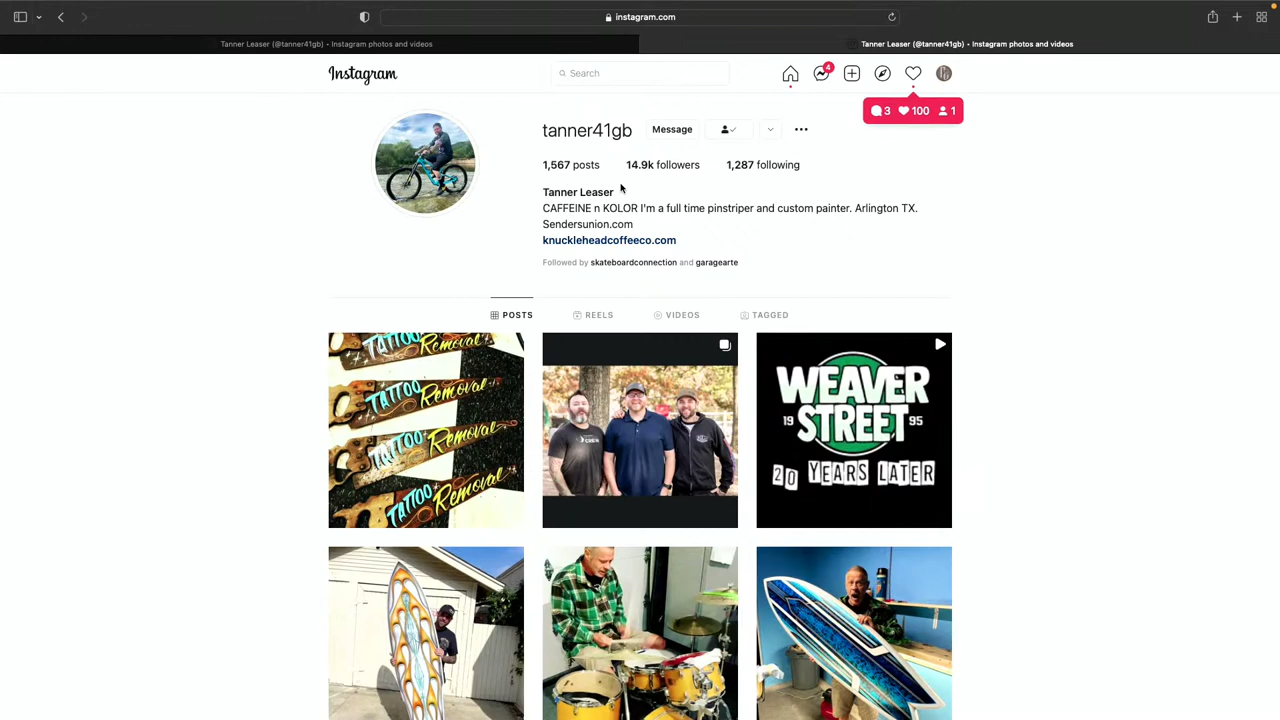 instagram.com
Tanner Leaser (@tanner41gb) • Instagram photos and videos
Tanner Leaser (@tanner41gb) • Instagram photos and videos
Instagram
Search
4
3 100 1
tanner41gb
Message
1,567 posts 14.9k followers 1,287 following
Tanner Leaser
CAFFEINE n KOLOR I'm a full time pinstriper and custom painter. Arlington TX.
Sendersunion.com
knuckleheadcoffeeco.com
Followed by skateboardconnection and garagearte
POSTS REELS VIDEOS TAGGED
TATTOO Removal
TATTOO Removal
TATTOO Removal
TATTOO Removal
WEAVER
STREET
19 95
20 YEARS LATER